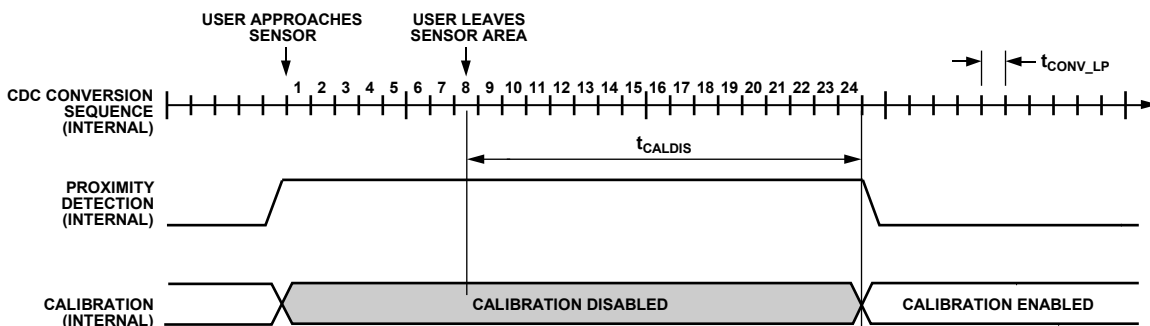 USER APPROACHES
SENSOR
USER LEAVES
SENSOR AREA
tCONV_LP
CDC CONVERSION
SEQUENCE
(INTERNAL)
1 2 3 4 5 6 7 8 9 10 11 12 13 14 15 16 17 18 19 20 21 22 23 24
tCALDIS
PROXIMITY
DETECTION
(INTERNAL)
CALIBRATION
(INTERNAL)
CALIBRATION DISABLED
CALIBRATION ENABLED